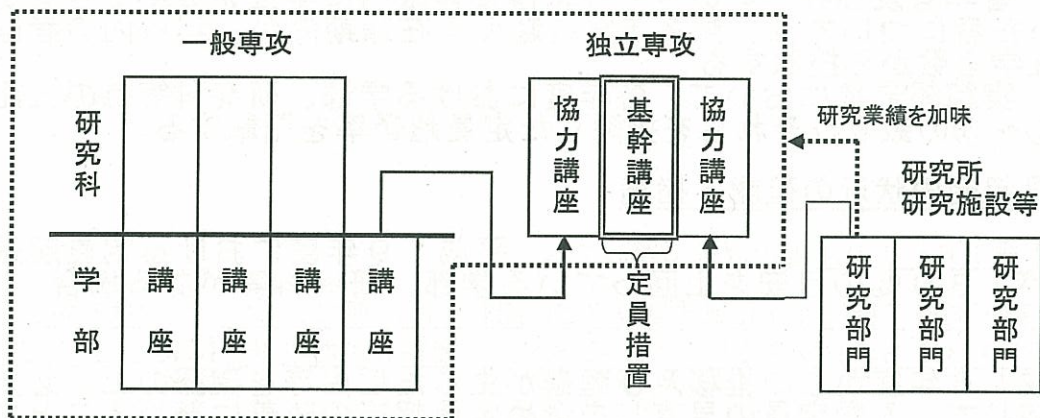 一般専攻
独立専攻
研究科
学部
講座
講座
講座
講座
協力講座
基幹講座
協力講座
定員措置
研究業績を加味
研究所
研究施設等
研究部門
研究部門
研究部門